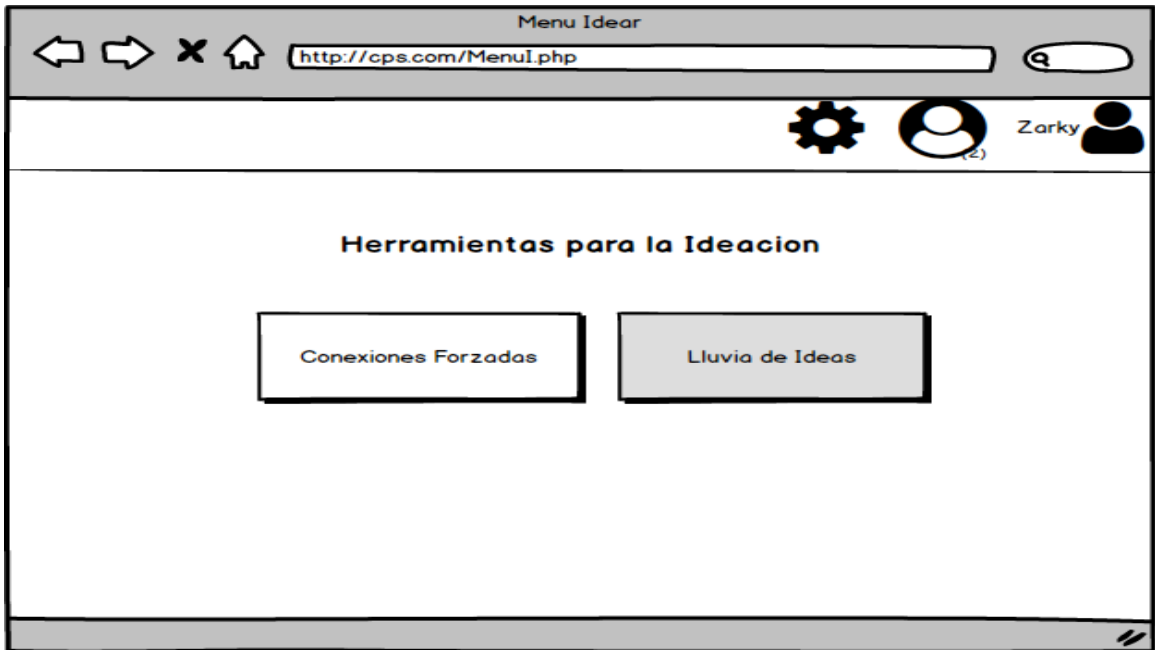 Menu Idear
http://cps.com/MenuI.php
Zarky
(2)
Herramientas para la Ideacion
Conexiones Forzadas
Lluvia de Ideas